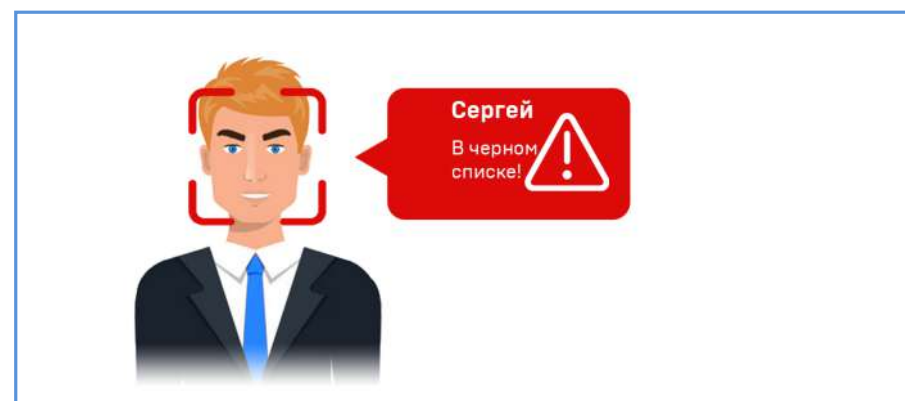 Сергей
В черном
списке!